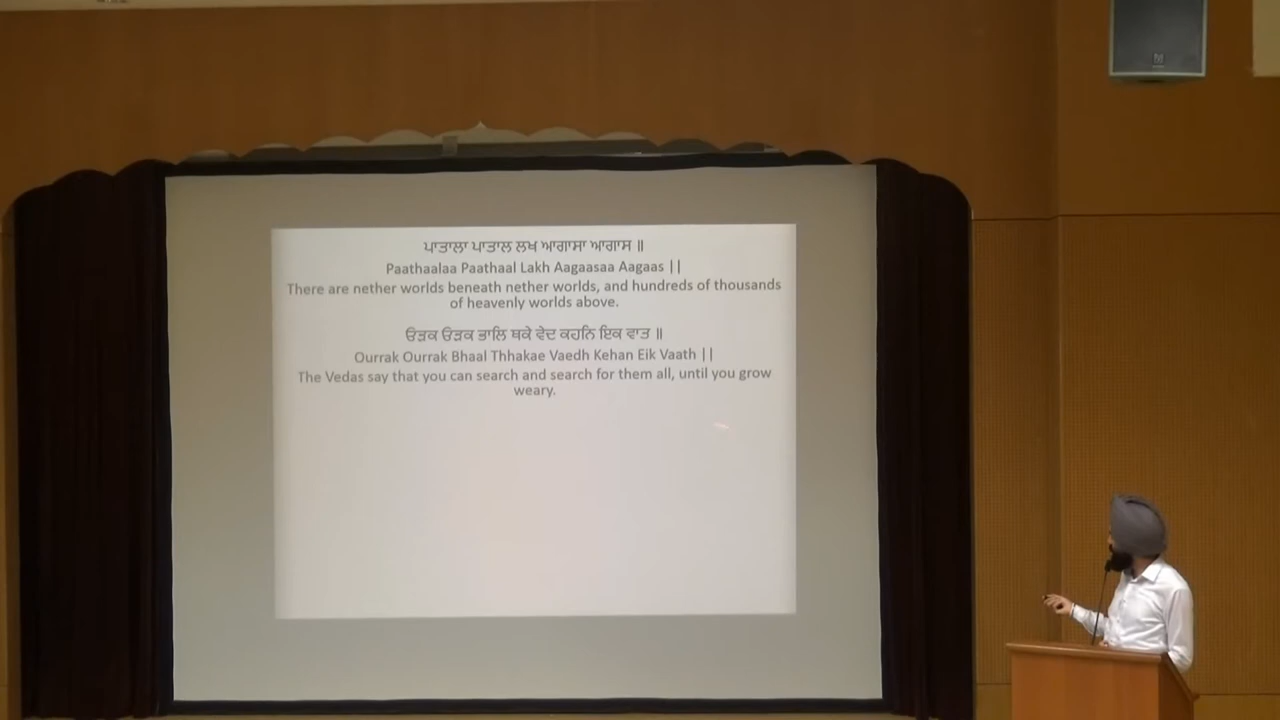 ਪਾਤਾਲਾ ਪਾਤਾਲ ਲਖ ਆਗਾਸਾ ਆਗਾਸ ॥
Paathaalaa Paathaal Lakh Aagaasaa Aagaas ||
There are nether worlds beneath nether worlds, and hundreds of thousands
of heavenly worlds above.
ਓੜਕ ਓੜਕ ਭਾਲਿ ਥਕੇ ਵੇਦ ਕਹਨਿ ਇਕ ਵਾਤ ॥
Ourrak Ourrak Bhaal Thhakae Vaedh Kehan Eik Vaath ||
The Vedas say that you can search and search for them all, until you grow
weary.